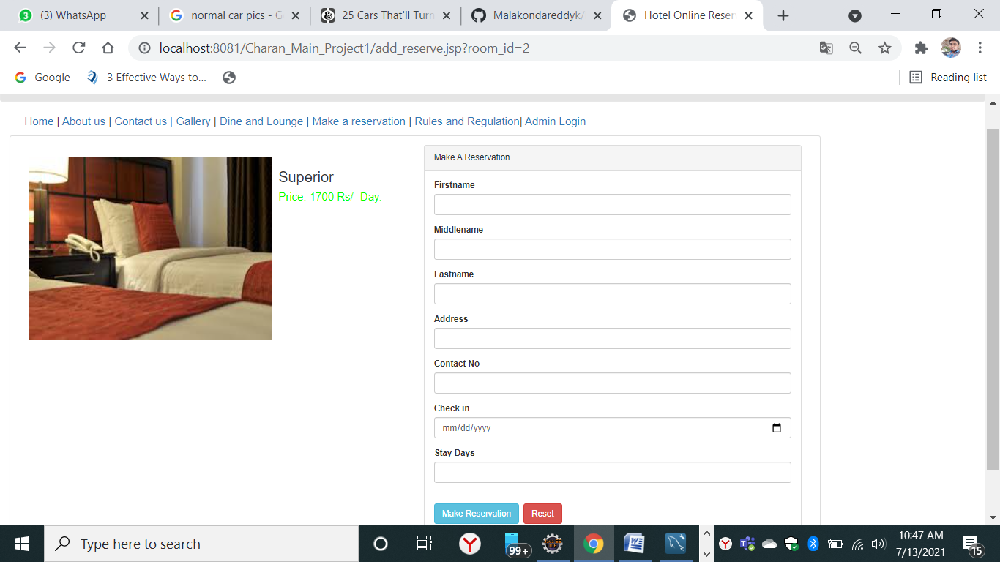 3 (3) WhatsApp
normal car pics - G
25 Cars That'll Turn
Malakondareddyk/
Hotel Online Reser
localhost:8081/Charan_Main_Project1/add_reserve.jsp?room_id=2
Google
3 Effective Ways to...
Reading list
Home | About us | Contact us | Gallery | Dine and Lounge | Make a reservation | Rules and Regulation| Admin Login
Superior
Price: 1700 Rs/- Day.
Make A Reservation
Firstname
Middlename
Lastname
Address
Contact No
Check in
mm/dd/yyyy
Stay Days
Make Reservation Reset
Type here to search
99+
10:47 AM
7/13/2021
15